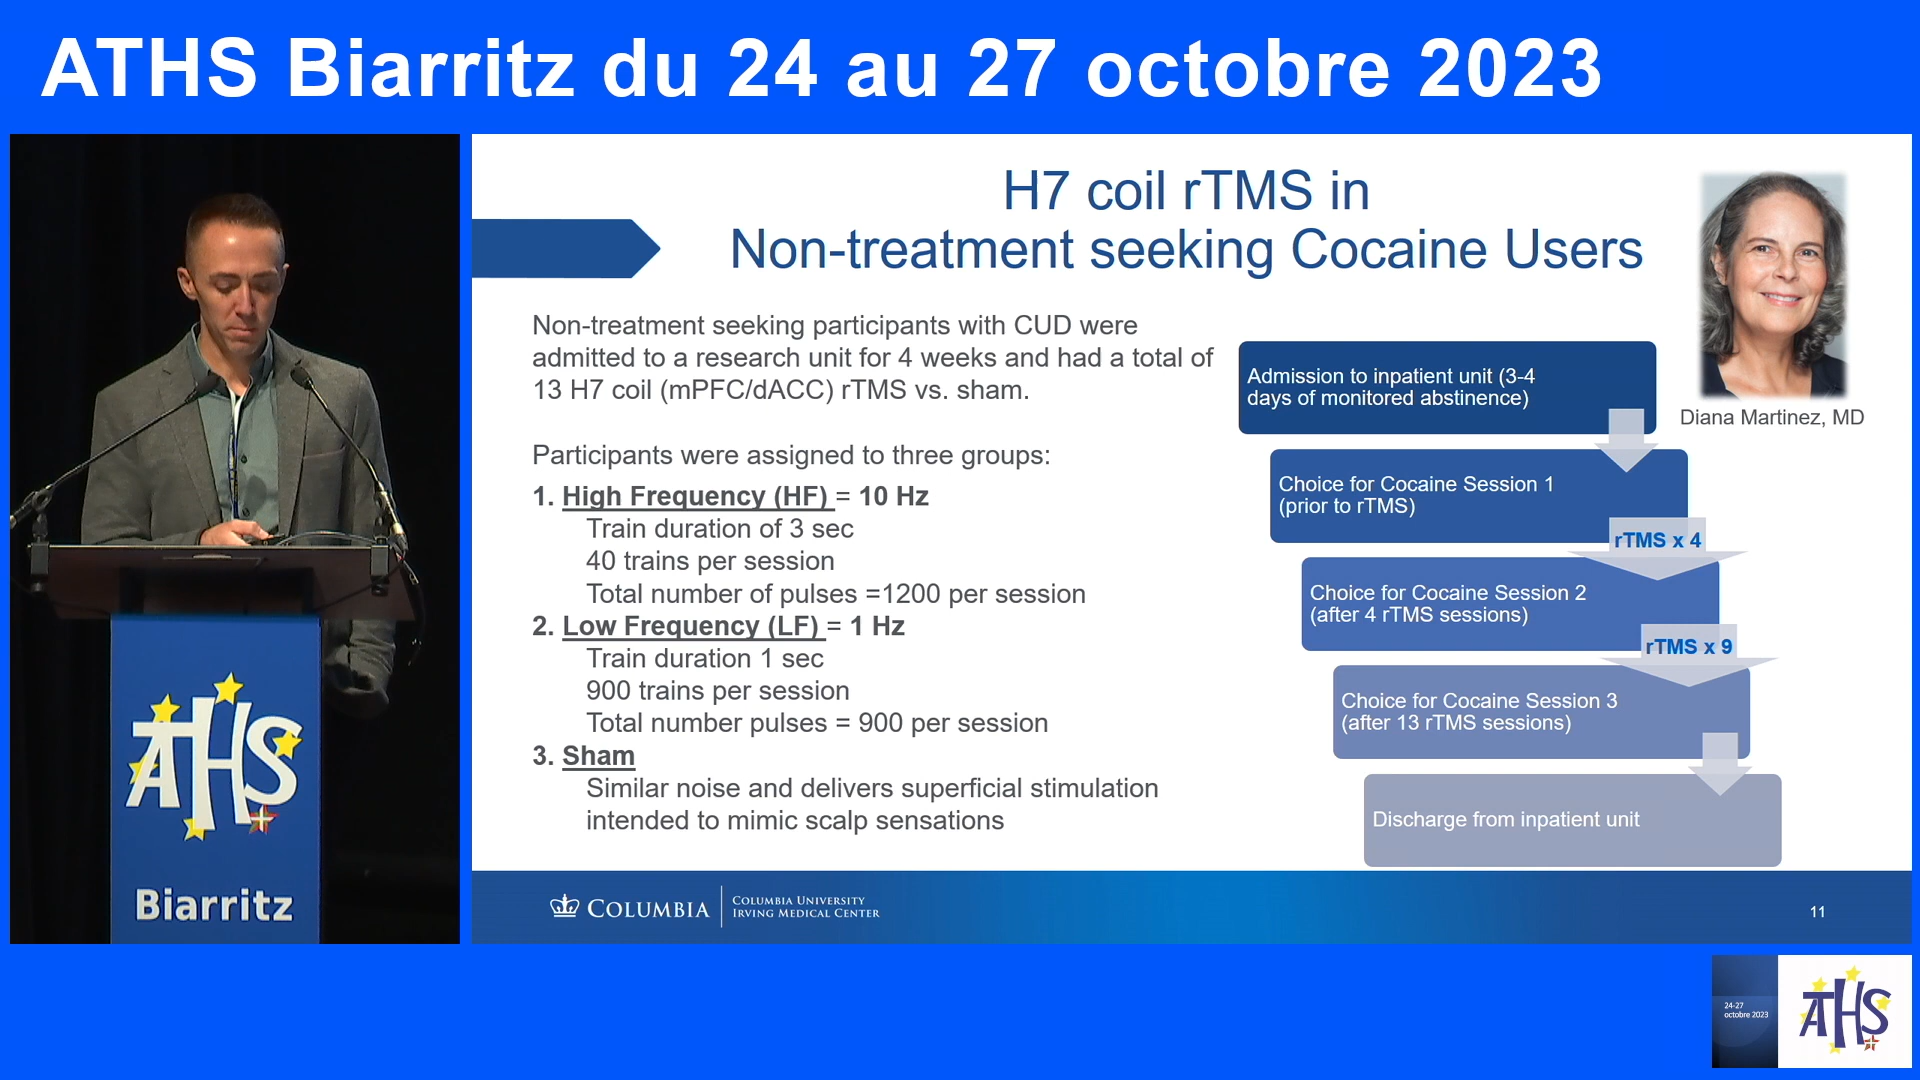 ATHS Biarritz du 24 au 27 octobre 2023
H7 coil rTMS in
Non-treatment seeking Cocaine Users
Non-treatment seeking participants with CUD were
admitted to a research unit for 4 weeks and had a total of
13 H7 coil (mPFC/dACC) rTMS vs. sham.
Participants were assigned to three groups:
1. High Frequency (HF) = 10 Hz
Train duration of 3 sec
40 trains per session
Total number of pulses =1200 per session
2. Low Frequency (LF) = 1 Hz
Train duration 1 sec
900 trains per session
Total number pulses = 900 per session
3. Sham
Similar noise and delivers superficial stimulation
intended to mimic scalp sensations
Diana Martinez, MD
Admission to inpatient unit (3-4
days of monitored abstinence)
Choice for Cocaine Session 1
(prior to rTMS)
rTMS x 4
Choice for Cocaine Session 2
(after 4 rTMS sessions)
rTMS x 9
Choice for Cocaine Session 3
(after 13 rTMS sessions)
Discharge from inpatient unit
COLUMBIA
COLUMBIA UNIVERSITY
IRVING MEDICAL CENTER
11
ATHS
Biarritz
24-27
octobre 2023
ATHS